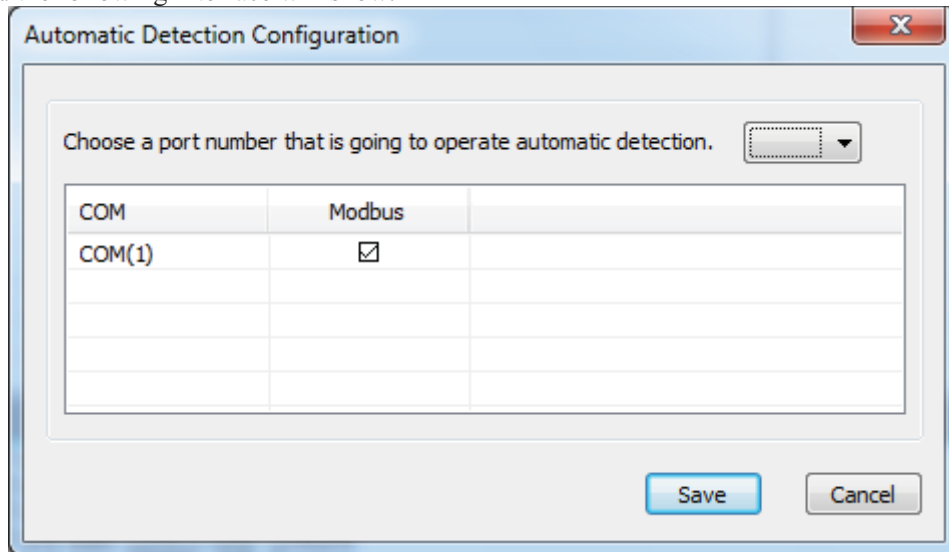 Automatic Detection Configuration
Choose a port number that is going to operate automatic detection.
COM Modbus
COM(1)
Save Cancel